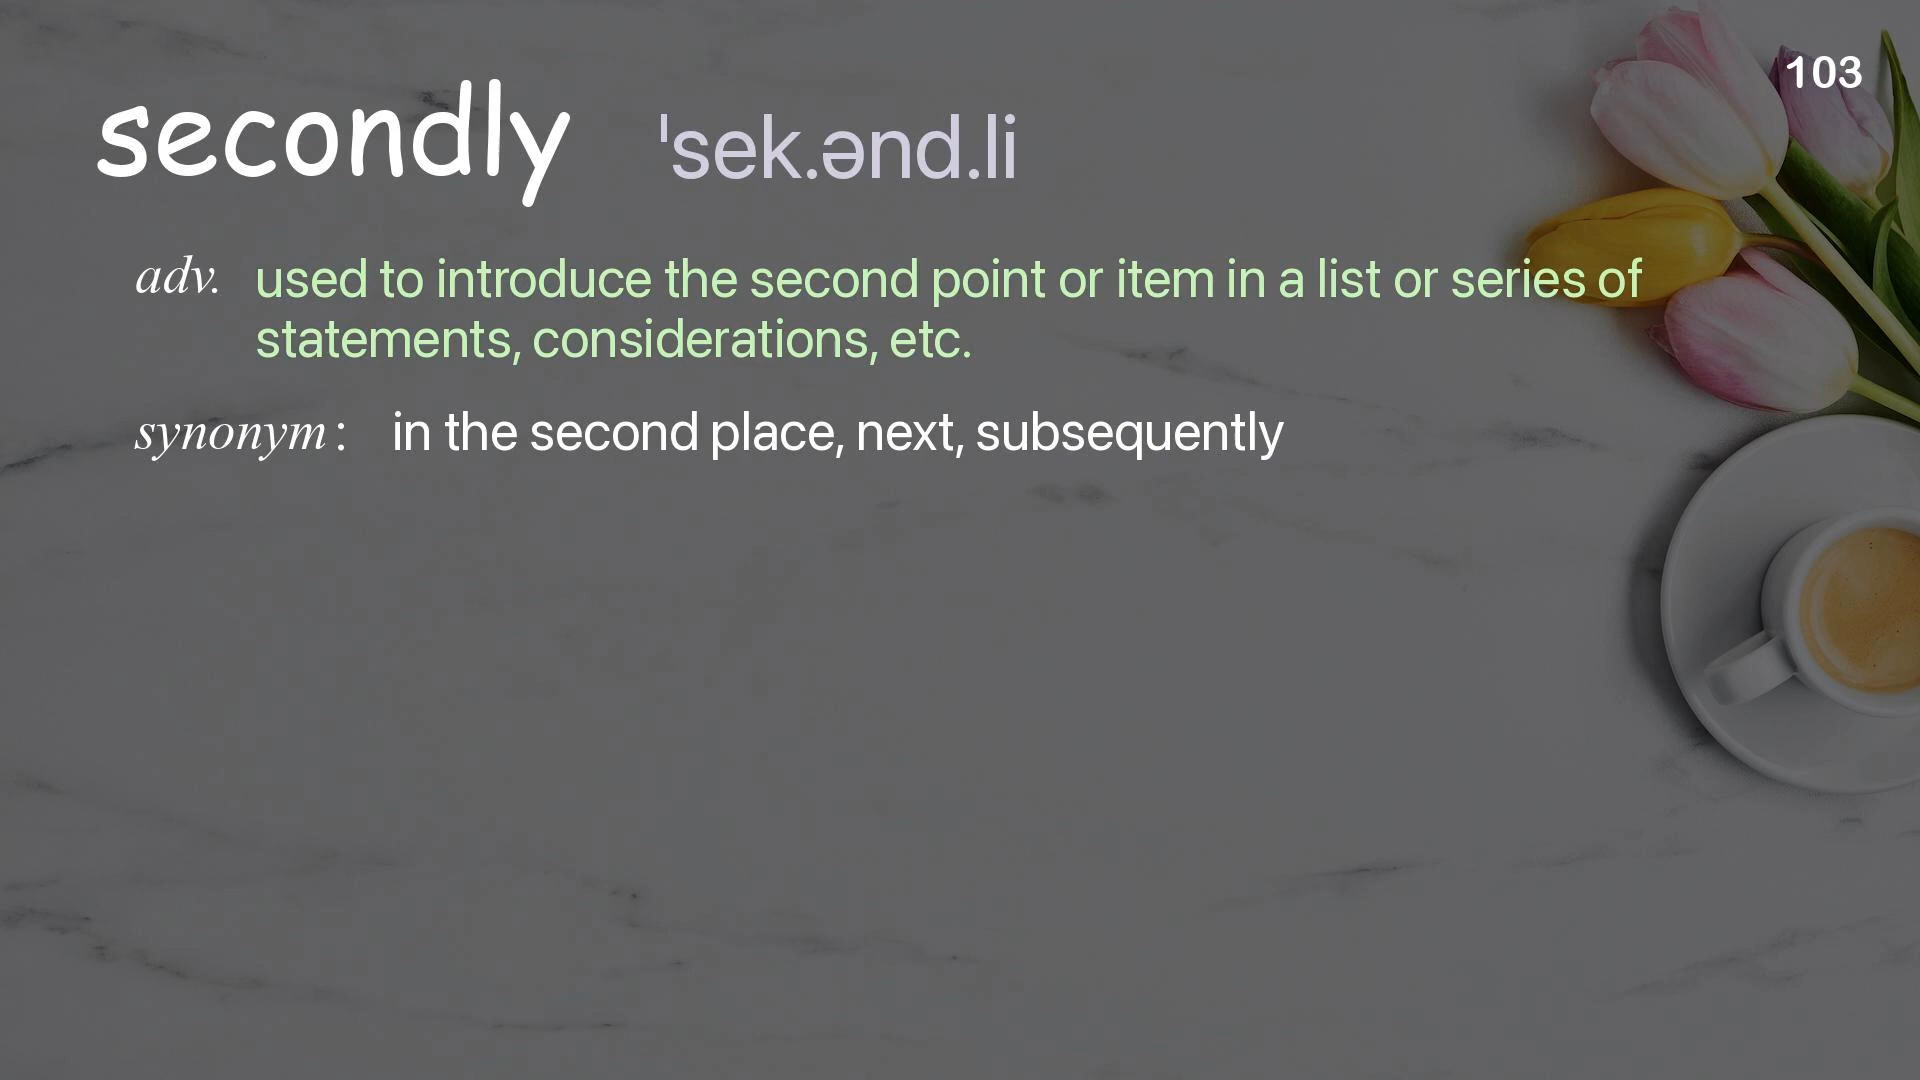 103
secondly ˈsek.ənd.li
adv. used to introduce the second point or item in a list or series of
statements, considerations, etc.
synonym: in the second place, next, subsequently